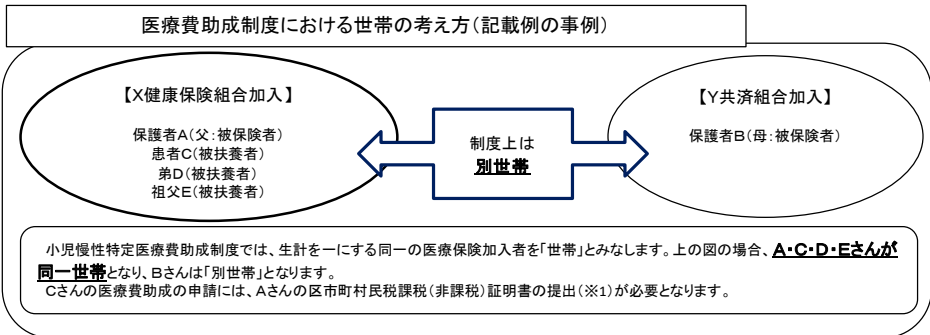 医療費助成制度における世帯の考え方(記載例の事例)
【X健康保険組合加入】
保護者A(父:被保険者)
患者C(被扶養者)
弟D(被扶養者)
祖父E(被扶養者)
制度上は
別世帯
【Y共済組合加入】
保護者B(母:被保険者)
小児慢性特定医療費助成制度では、生計を一にする同一の医療保険加入者を「世帯」とみなします。上の図の場合、A・C・D・Eさんが
同一世帯となり、Bさんは「別世帯」となります。
Cさんの医療費助成の申請には、Aさんの区市町村民税課税(非課税)証明書の提出(※1)が必要となります。